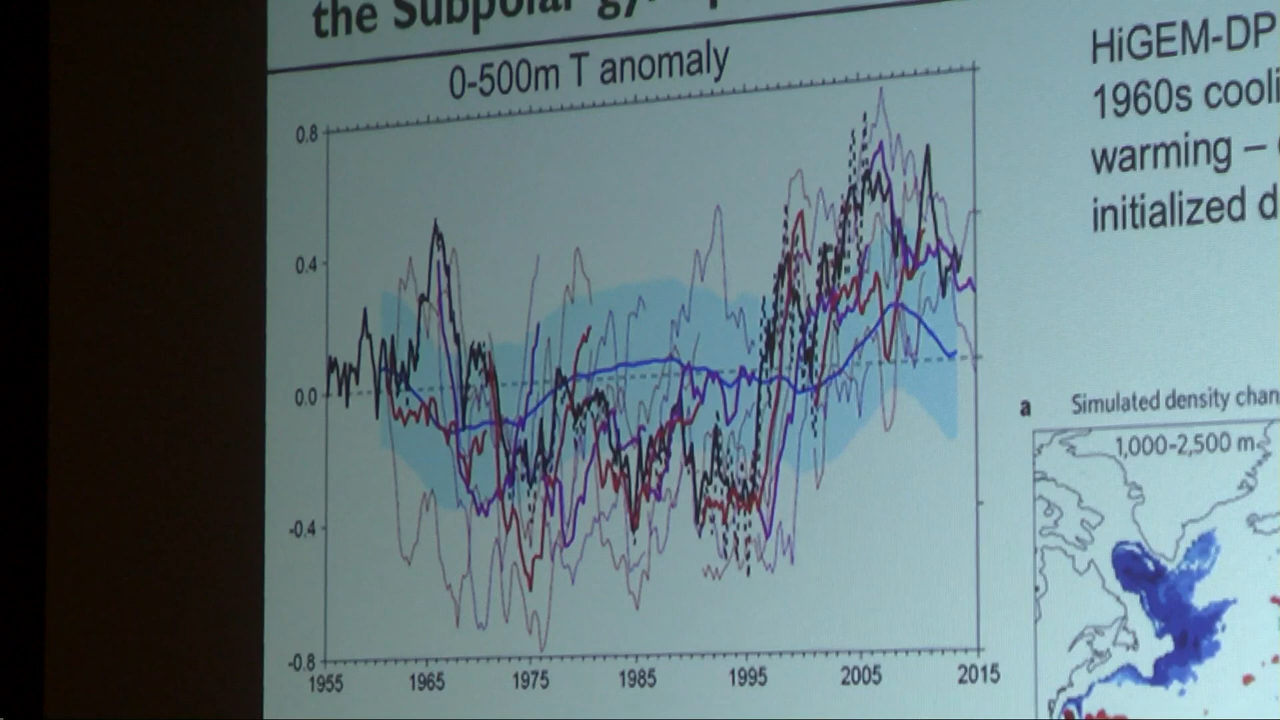 the Subpolar
0-500m T anomaly
0.8
0.4
0.0
-0.4
-0.8
1955 1965 1975 1985 1995 2005 2015
HiGEM-DP
1960s cooli
warming –
initialized d
a Simulated density chan
1,000-2,500 m